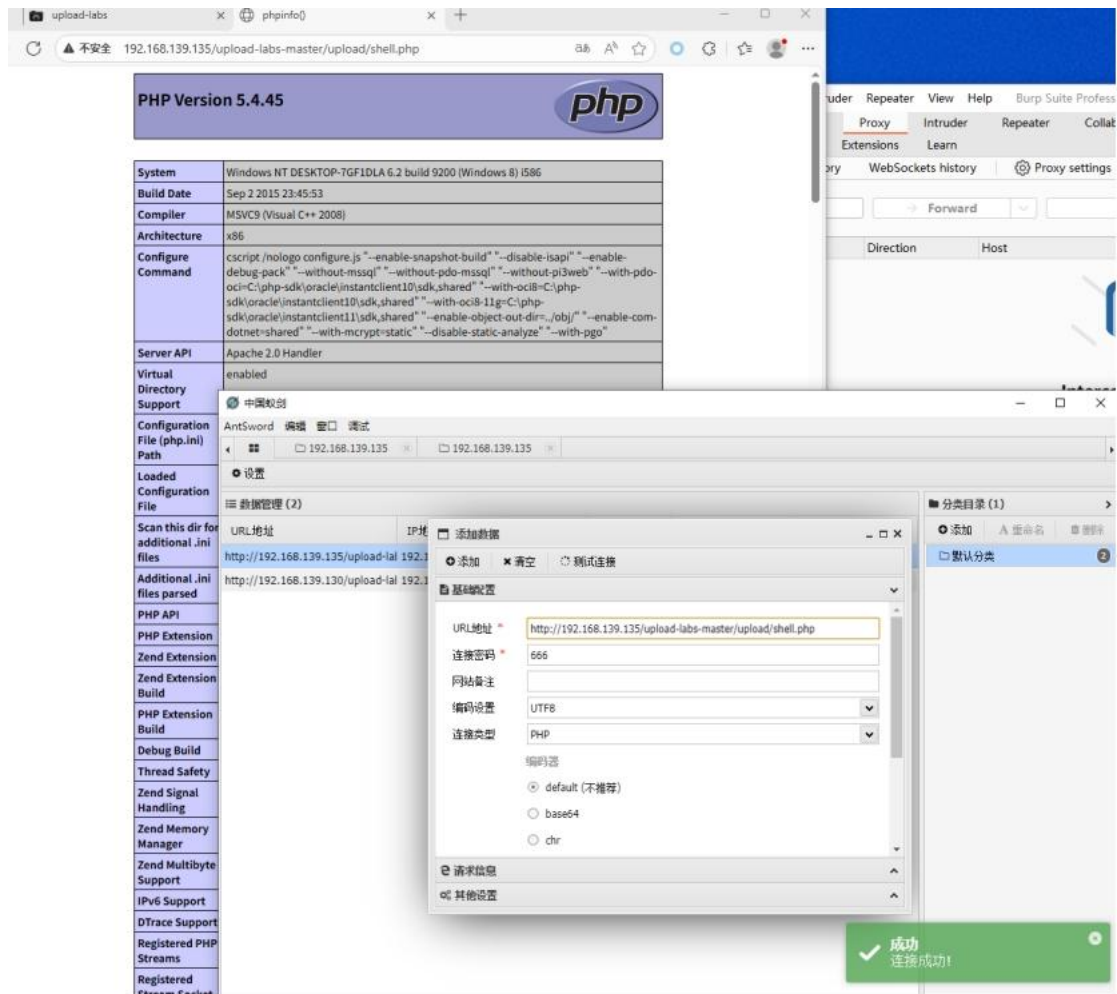 upload-labs
phpinfo()
不安全 192.168.139.135/upload-labs-master/upload/shell.php
PHP Version 5.4.45
php
System Windows NT DESKTOP-7GF1DLA 6.2 build 9200 (Windows 8) i586
Build Date Sep 2 2015 23:45:53
Compiler MSVC9 (Visual C++ 2008)
Architecture x86
Configure Command cscript /nologo configure.js "--enable-snapshot-build" "--disable-isapi" "--enable-
debug-pack" "--without-mssql" "--without-pdo-mssql" "--without-pi3web" "--with-pdo-
oci=C:\php-sdk\oracle\instantclient10\sdk,shared" "--with-oci8=C:\php-
sdk\oracle\instantclient10\sdk,shared" "--with-oci8-11g=C:\php-
sdk\oracle\instantclient11\sdk,shared" "--enable-object-out-dir=../obj/" "--enable-com-
dotnet=shared" "--with-mcrypt=static" "--disable-static-analyze" "--with-pgo"
Server API Apache 2.0 Handler
Virtual
Directory
Support
enabled
Configuration
File (php.ini)
Path
Loaded
Configuration
File
Scan this dir for
additional .ini
files
Additional .ini
files parsed
PHP API
PHP Extension
Zend Extension
Zend Extension
Build
PHP Extension
Build
Debug Build
Thread Safety
Zend Signal
Handling
Zend Memory
Manager
Zend Multibyte
Support
IPv6 Support
DTrace Support
Registered PHP
Streams
Registered
Stream Socket
uder Repeater View Help Burp Suite Profess
Proxy Intruder Repeater Collab
Extensions Learn
ory WebSockets history Proxy settings
Forward
Direction Host
中国蚁剑
AntSword 编辑 窗口 调试
192.168.139.135 192.168.139.135
设置
数据管理 (2)
URL地址 IP地
http://192.168.139.135/upload-lal 192.1
http://192.168.139.130/upload-lal 192.1
分类目录 (1)
添加 重命名 删除
默认分类 2
添加数据
添加 清空 测试连接
基础配置
URL地址 * http://192.168.139.135/upload-labs-master/upload/shell.php
连接密码 * 666
网站备注
编码设置 UTF8
连接类型 PHP
编码器
default (不推荐)
base64
chr
请求信息
其他设置
成功
连接成功!